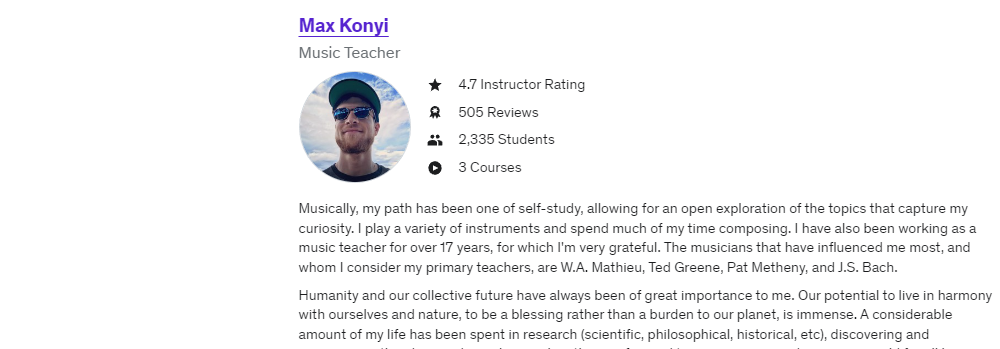 Max Konyi
Music Teacher
4.7 Instructor Rating
505 Reviews
2,335 Students
3 Courses
Musically, my path has been one of self-study, allowing for an open exploration of the topics that capture my
curiosity. I play a variety of instruments and spend much of my time composing. I have also been working as a
music teacher for over 17 years, for which I'm very grateful. The musicians that have influenced me most, and
whom I consider my primary teachers, are W.A. Mathieu, Ted Greene, Pat Metheny, and J.S. Bach.
Humanity and our collective future have always been of great importance to me. Our potential to live in harmony
with ourselves and nature, to be a blessing rather than a burden to our planet, is immense. A considerable
amount of my life has been spent in research (scientific, philosophical, historical, etc), discovering and